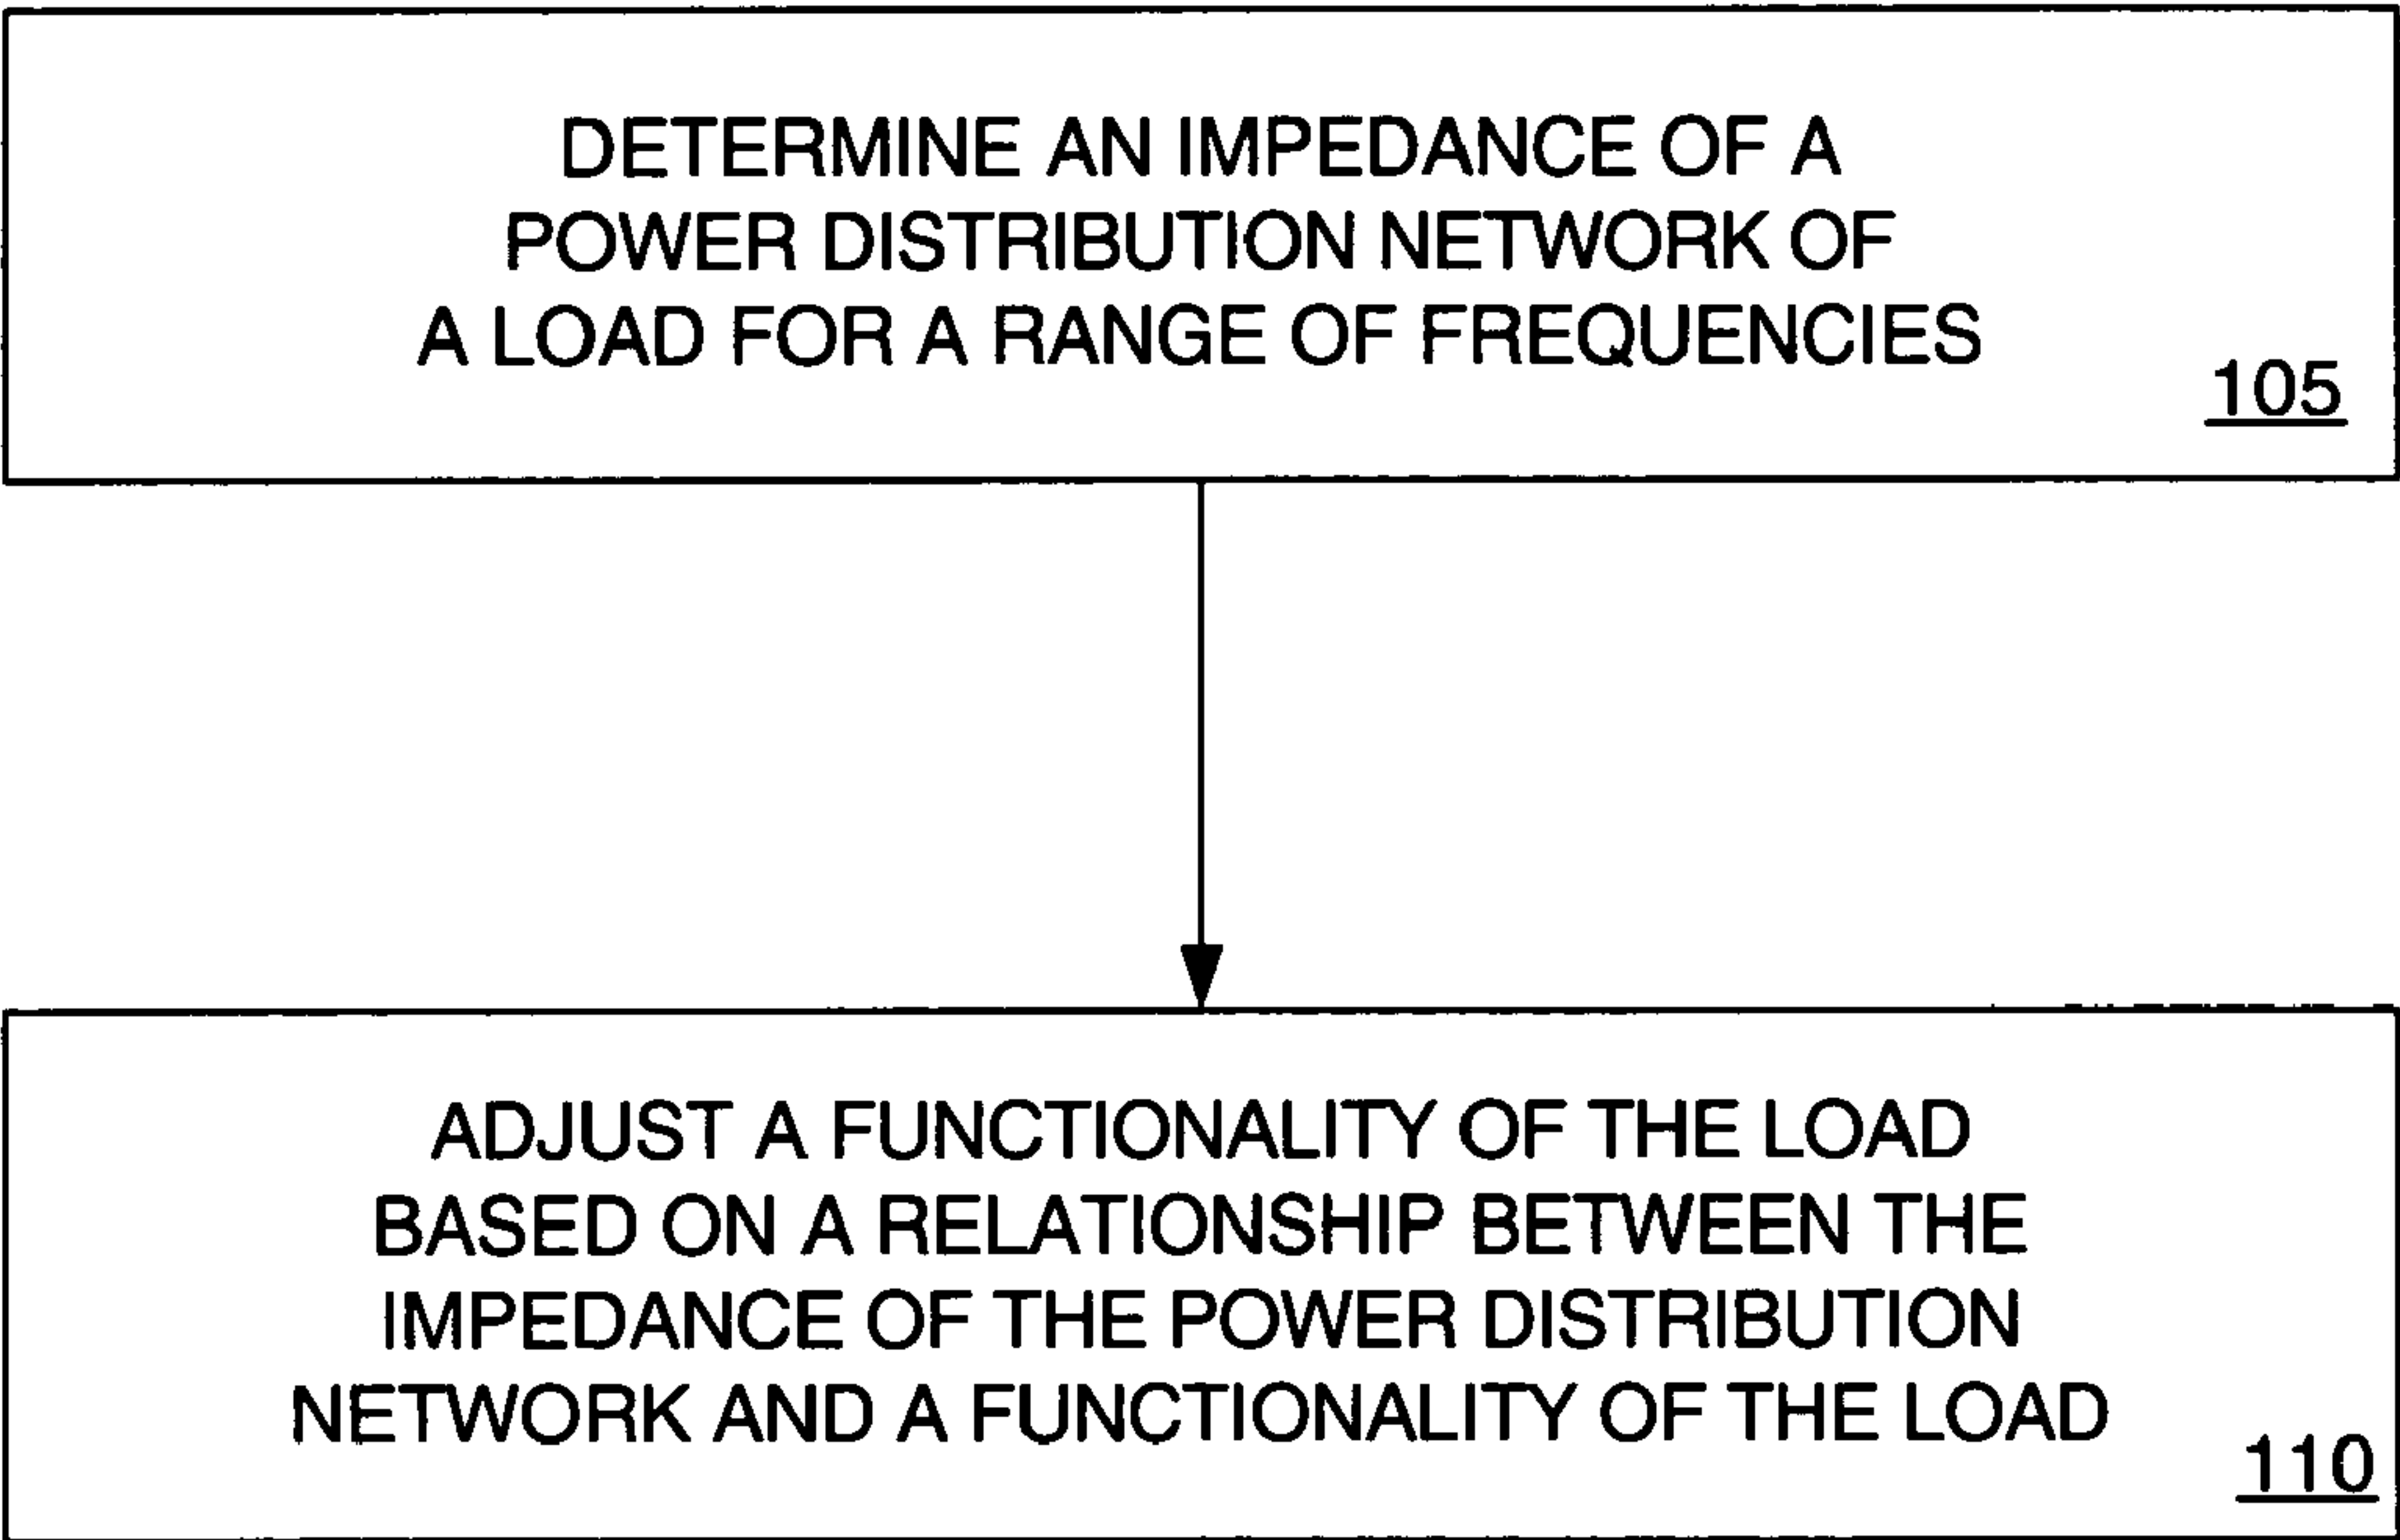 DETERMINE AN IMPEDANCE OF A
POWER DISTRIBUTION NETWORK OF
A LOAD FOR A RANGE OF FREQUENCIES
105
ADJUST A FUNCTIONALITY OF THE LOAD
BASED ON A RELATIONSHIP BETWEEN THE
IMPEDANCE OF THE POWER DISTRIBUTION
NETWORK AND A FUNCTIONALITY OF THE LOAD
110